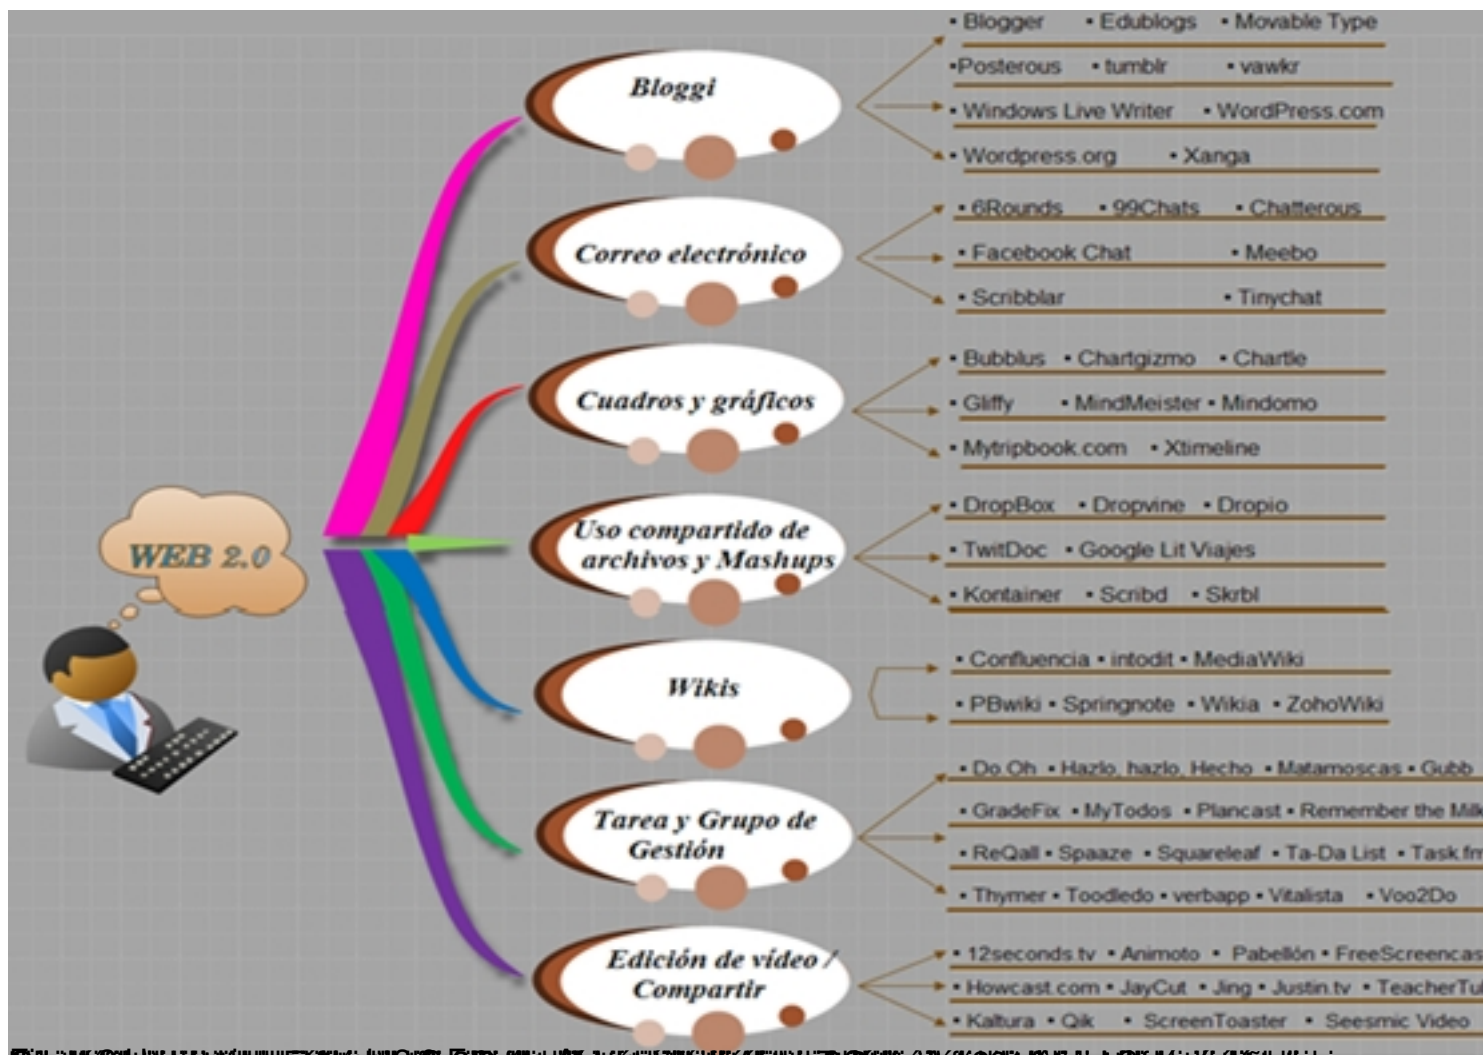 WEB 2.0
Bloggi
▪ Blogger ▪ Edublogs ▪ Movable Type
▪Posterous ▪ tumblr ▪ vawkr
▪ Windows Live Writer ▪ WordPress.com
▪ Wordpress.org ▪ Xanga
Correo electrónico
▪ 6Rounds ▪ 99Chats ▪ Chatterous
▪ Facebook Chat ▪ Meebo
▪ Scribblar ▪ Tinychat
Cuadros y gráficos
▪ Bubblus ▪ Chartgizmo ▪ Chartle
▪ Gliffy ▪ MindMeister ▪ Mindomo
▪ Mytripbook.com ▪ Xtimeline
Uso compartido de
archivos y Mashups
▪ DropBox ▪ Dropvine ▪ Dropio
▪ TwitDoc ▪ Google Lit Viajes
▪ Kontainer ▪ Scribd ▪ Skrbl
Wikis
▪ Confluencia ▪ intodit ▪ MediaWiki
▪ PBwiki ▪ Springnote ▪ Wikia ▪ ZohoWiki
Tarea y Grupo de
Gestión
▪ Do.Oh ▪ Hazlo, hazlo, Hecho ▪ Matamoscas ▪ Gubb
▪ GradeFix ▪ MyTodos ▪ Plancast ▪ Remember the Milk
▪ ReQall ▪ Spaaze ▪ Squareleaf ▪ Ta-Da List ▪ Task.fm
▪ Thymer ▪ Toodledo ▪ verbapp ▪ Vitalista ▪ Voo2Do
Edición de vídeo /
Compartir
▪ 12seconds.tv ▪ Animoto ▪ Pabellón ▪ FreeScreencas
▪ Howcast.com ▪ JayCut ▪ Jing ▪ Justin.tv ▪ TeacherTu
▪ Kaltura ▪ Qik ▪ ScreenToaster ▪ Seesmic Video